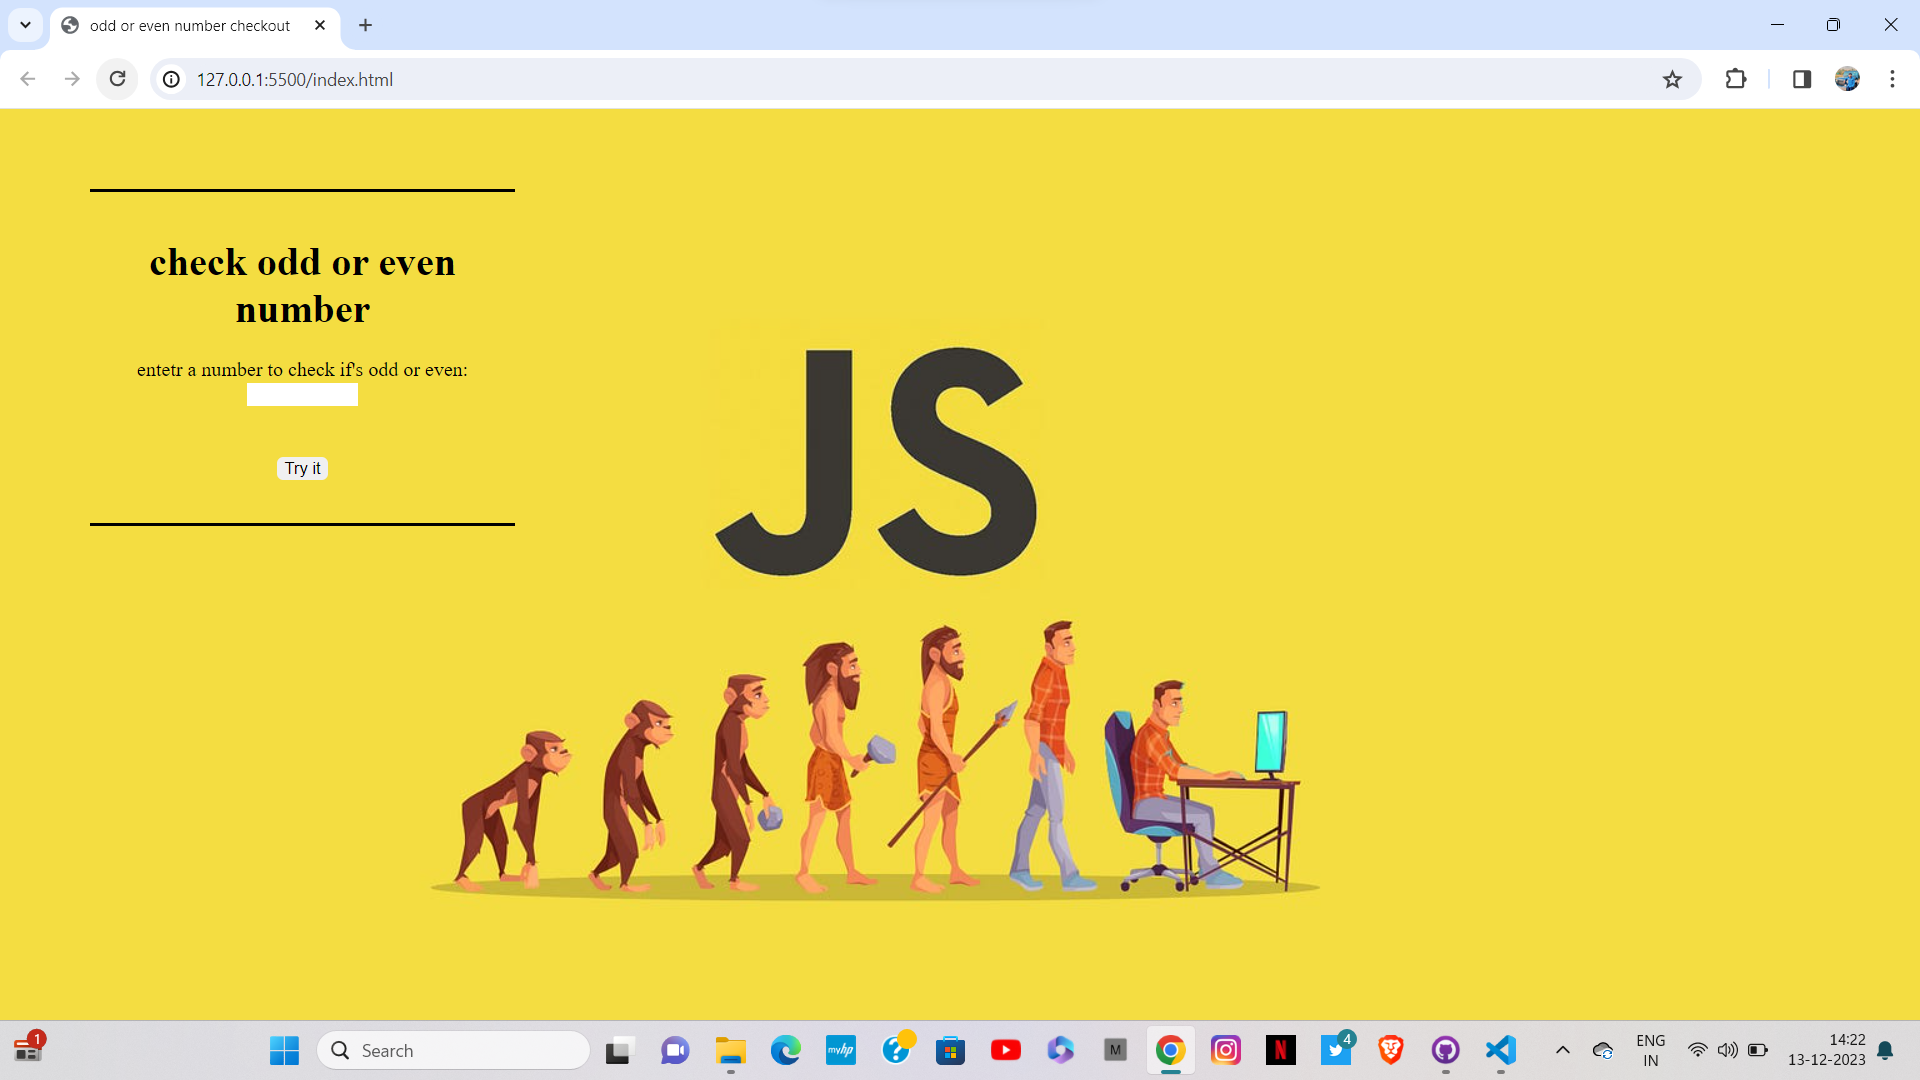 odd or even number checkout
127.0.0.1:5500/index.html
check odd or even
number
entetr a number to check if's odd or even:
Try it
JS
1
Search
myhp
?
M
N
4
ENG
IN
14:22
13-12-2023